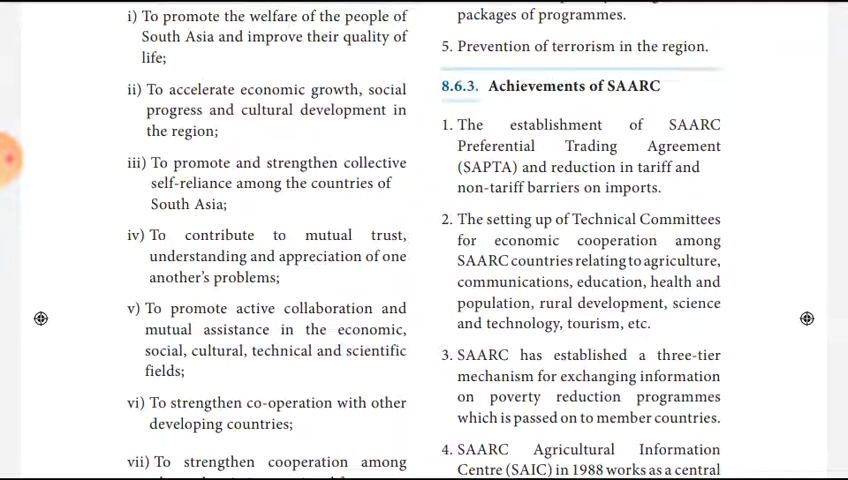 i) To promote the welfare of the people of
South Asia and improve their quality of
life;
ii) To accelerate economic growth, social
progress and cultural development in
the region;
iii) To promote and strengthen collective
self-reliance among the countries of
South Asia;
iv) To contribute to mutual trust,
understanding and appreciation of one
another's problems;
v) To promote active collaboration and
mutual assistance in the economic,
social, cultural, technical and scientific
fields;
vi) To strengthen co-operation with other
developing countries;
vii) To strengthen cooperation among
packages of programmes.
5. Prevention of terrorism in the region.
8.6.3. Achievements of SAARC
1. The establishment of SAARC
Preferential Trading Agreement
(SAPTA) and reduction in tariff and
non-tariff barriers on imports.
2. The setting up of Technical Committees
for economic cooperation among
SAARC countries relating to agriculture,
communications, education, health and
population, rural development, science
and technology, tourism, etc.
3. SAARC has established a three-tier
mechanism for exchanging information
on poverty reduction programmes
which is passed on to member countries.
4. SAARC Agricultural Information
Centre (SAIC) in 1988 works as a central